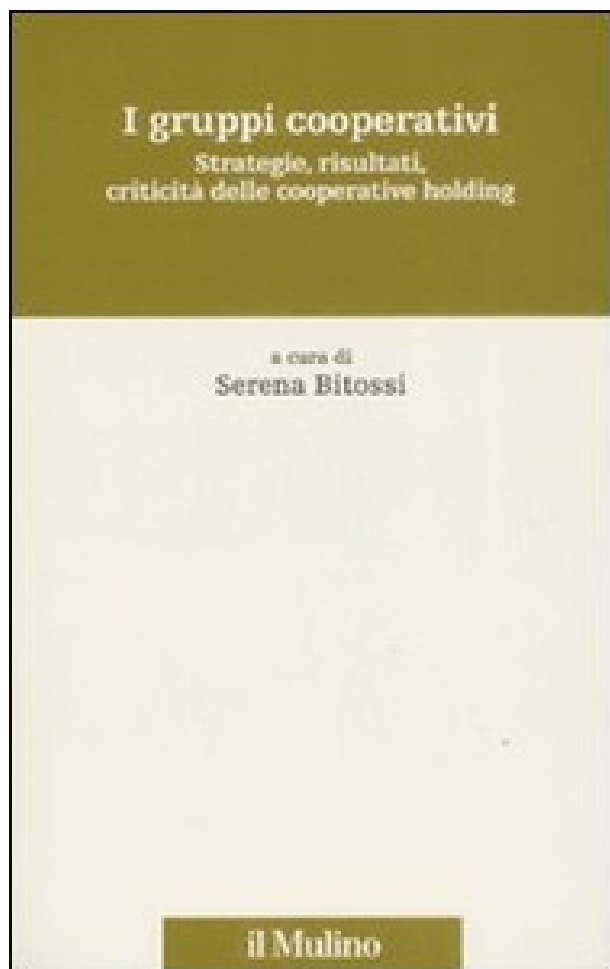 I gruppi cooperativi
Strategie, risultati,
criticità delle cooperative holding
a cura di
Serena Bitossi
il Mulino